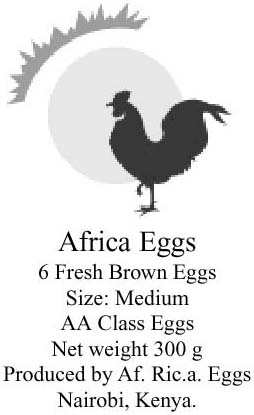 Africa Eggs
6 Fresh Brown Eggs
Size: Medium
AA Class Eggs
Net weight 300 g
Produced by Af. Ric.a. Eggs
Nairobi, Kenya.